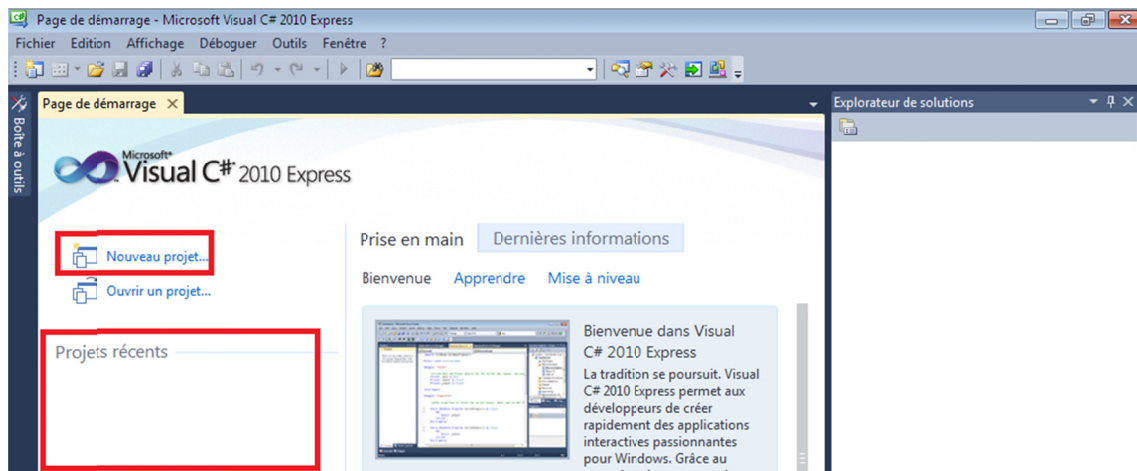 Page de démarrage - Microsoft Visual C# 2010 Express
Fichier Edition Affichage Déboguer Outils Fenêtre ?
Boîte à outils
Page de démarrage
Explorateur de solutions
Microsoft
Visual C# 2010 Express
Nouveau projet...
Ouvrir un projet...
Projets récents
Prise en main Dernières informations
Bienvenue Apprendre Mise à niveau
Bienvenue dans Visual
C# 2010 Express
La tradition se poursuit. Visual
C# 2010 Express permet aux
développeurs de créer
rapidement des applications
interactives passionnantes
pour Windows. Grâce au